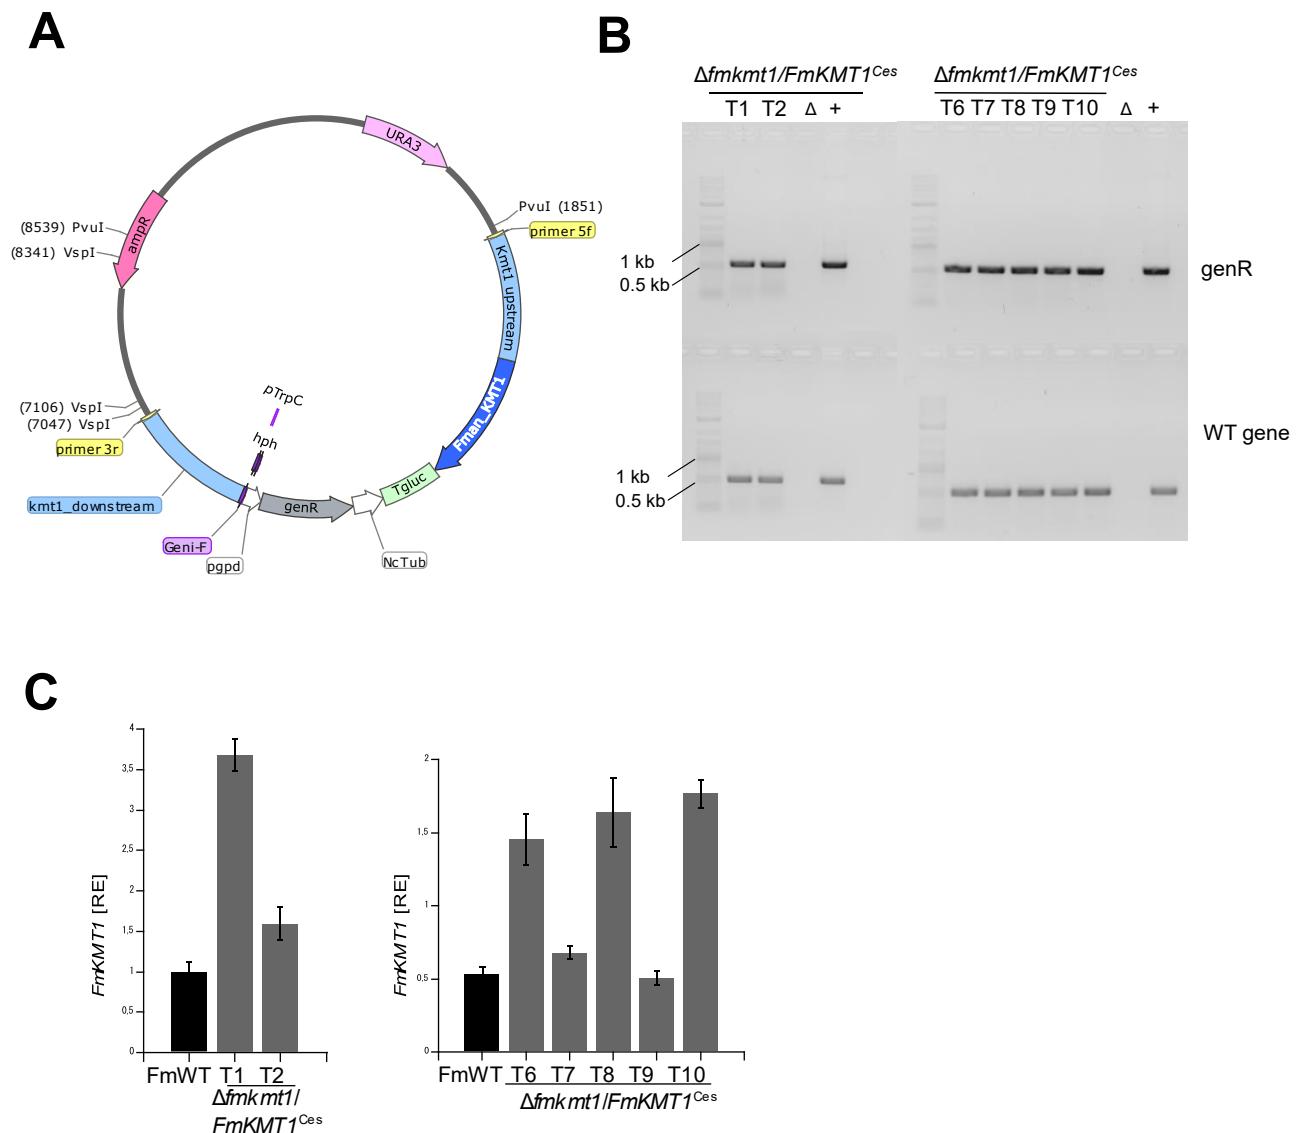 A
URA3
PvuI (1851)
primer 5f
Kmt1 upstream
Fman_KMT1
Tgluc
NcTub
genR
pgpd
Geni-F
hph
pTrpC
kmt1_downstream
primer 3r
(7047) VspI
(7106) VspI
(8341) VspI
(8539) PvuI
ampR
B
Δfmkmt1/FmKMT1Ces Δfmkmt1/FmKMT1Ces
T1 T2 Δ + T6 T7 T8 T9 T10 Δ +
1 kb
0.5 kb
genR
1 kb
0.5 kb
WT gene
C
4
3,5
3
2,5
2
1,5
1
0,5
0
FmKMT1 [RE]
FmWT T1 T2
Δfmkmt1/
FmKMT1Ces
2
1,5
1
0,5
0
FmKMT1 [RE]
FmWT T6 T7 T8 T9 T10
Δfmkmt1/FmKMT1Ces